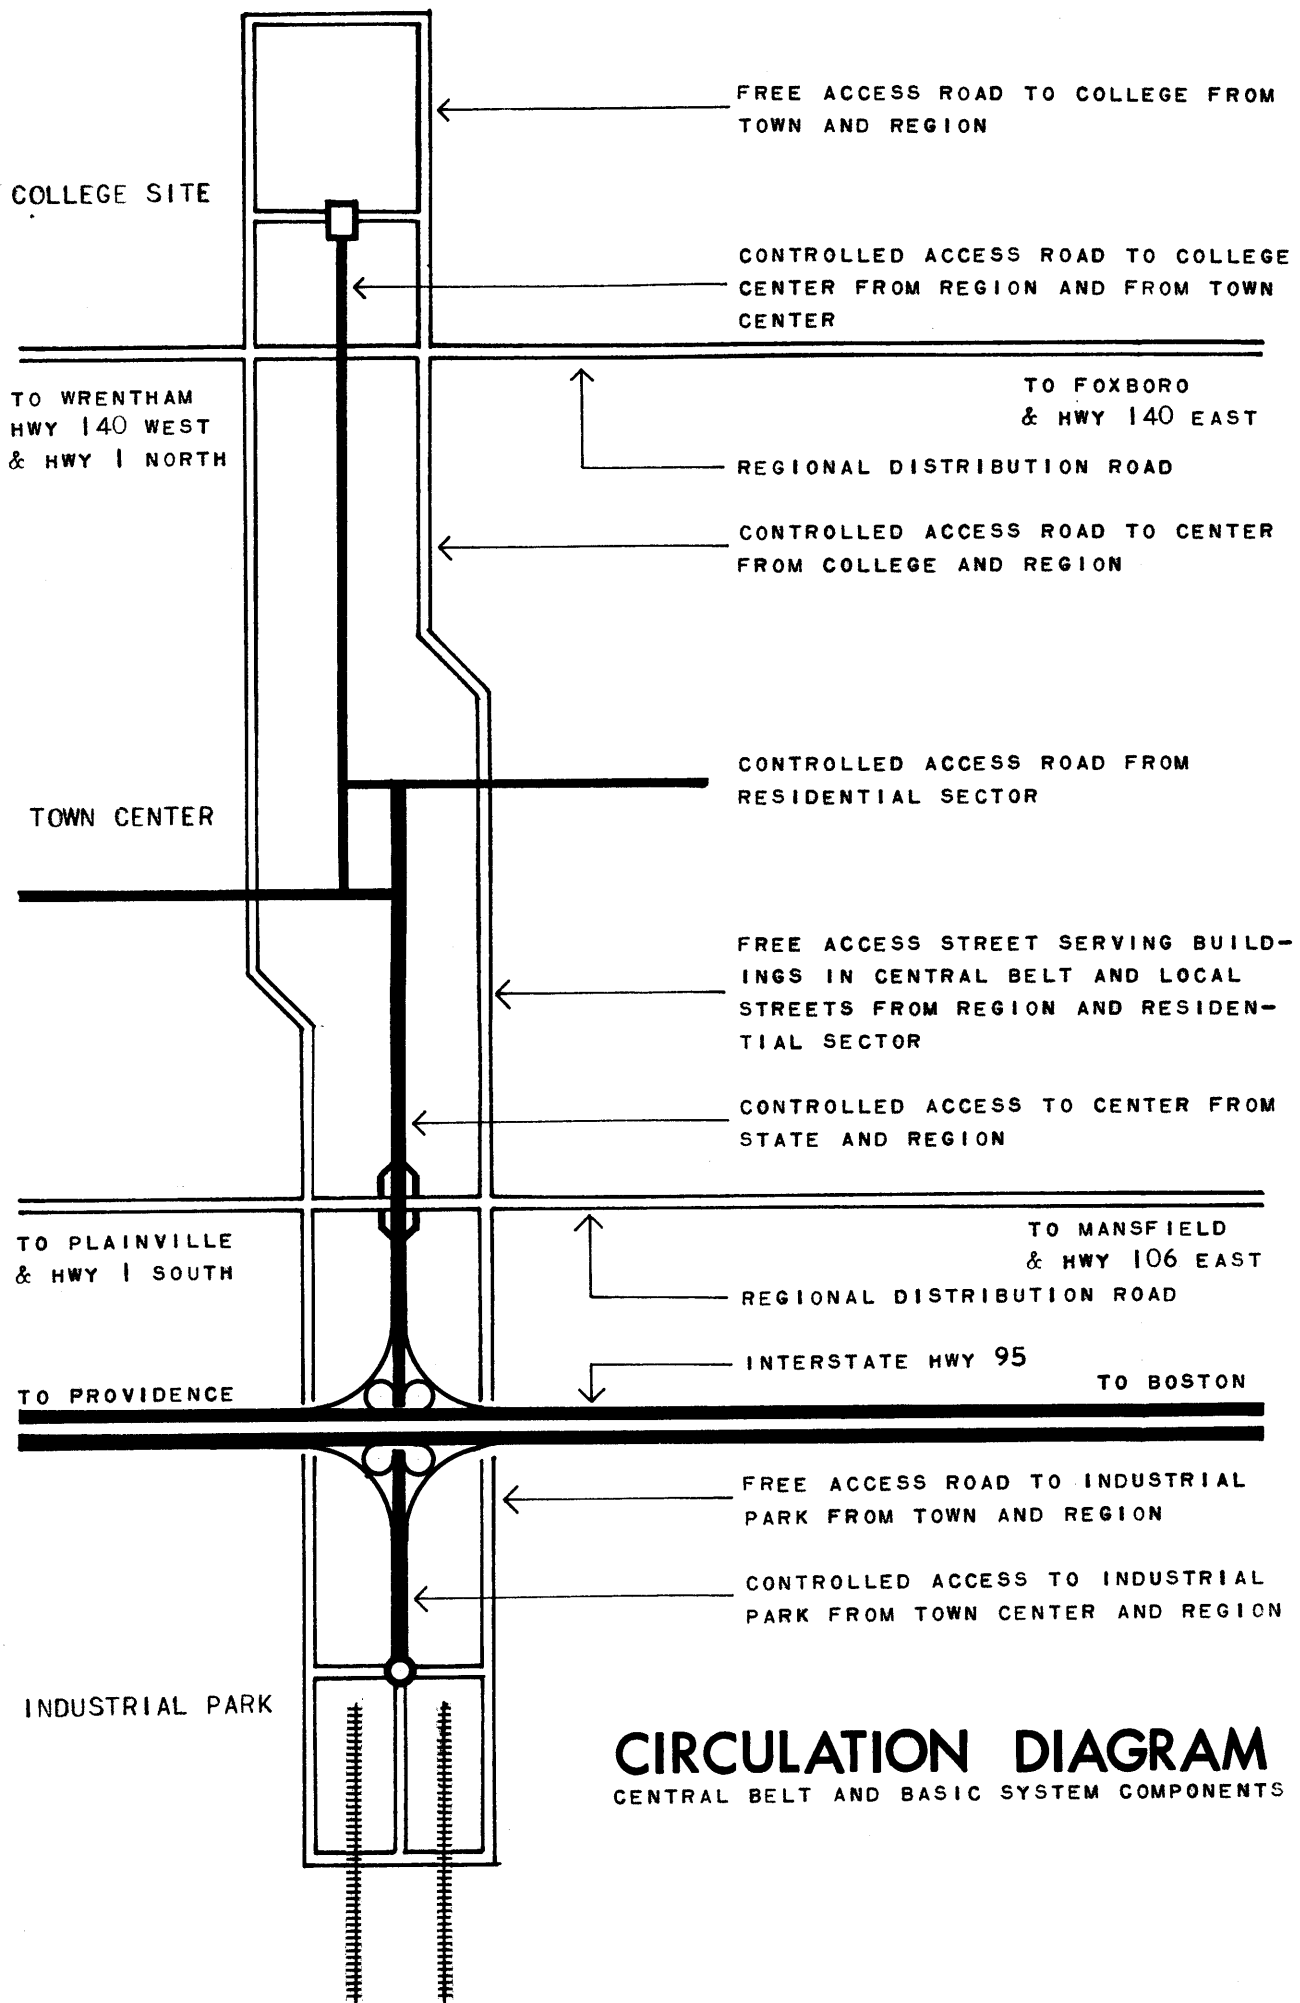 FREE ACCESS ROAD TO COLLEGE FROM
TOWN AND REGION
COLLEGE SITE
CONTROLLED ACCESS ROAD TO COLLEGE
CENTER FROM REGION AND FROM TOWN
CENTER
TO WRENTHAM
HWY 140 WEST
& HWY 1 NORTH
TO FOXBORO
& HWY 140 EAST
REGIONAL DISTRIBUTION ROAD
CONTROLLED ACCESS ROAD TO CENTER
FROM COLLEGE AND REGION
CONTROLLED ACCESS ROAD FROM
RESIDENTIAL SECTOR
TOWN CENTER
FREE ACCESS STREET SERVING BUILD-
INGS IN CENTRAL BELT AND LOCAL
STREETS FROM REGION AND RESIDEN-
TIAL SECTOR
CONTROLLED ACCESS TO CENTER FROM
STATE AND REGION
TO PLAINVILLE
& HWY 1 SOUTH
TO MANSFIELD
& HWY 106 EAST
REGIONAL DISTRIBUTION ROAD
INTERSTATE HWY 95
TO PROVIDENCE
TO BOSTON
FREE ACCESS ROAD TO INDUSTRIAL
PARK FROM TOWN AND REGION
CONTROLLED ACCESS TO INDUSTRIAL
PARK FROM TOWN CENTER AND REGION
INDUSTRIAL PARK
CIRCULATION DIAGRAM
CENTRAL BELT AND BASIC SYSTEM COMPONENTS